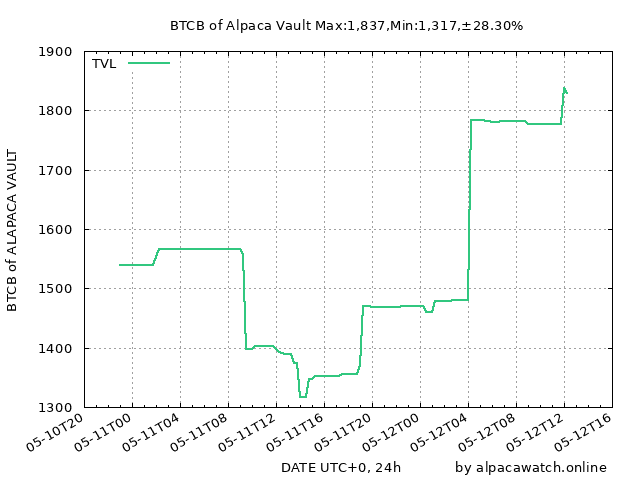 BTCB of Alpaca Vault Max:1,837,Min:1,317,±28.30%
TVL
1900
1800
1700
1600
1500
1400
1300
BTCB of ALAPACA VAULT
05-10T20
05-11T00
05-11T04
05-11T08
05-11T12
05-11T16
05-11T20
05-12T00
05-12T04
05-12T08
05-12T12
05-12T16
DATE UTC+0, 24h
by alpacawatch.online